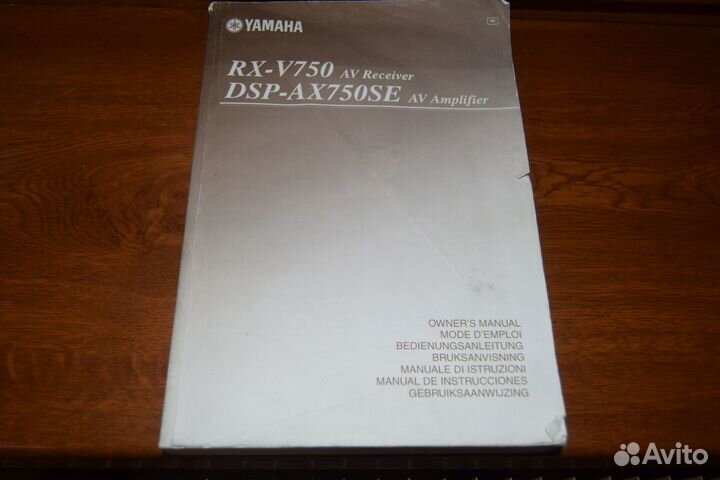 YAMAHA
RX-V750 AV Receiver
DSP-AX750SE AV Amplifier
OWNER'S MANUAL
MODE D'EMPLOI
BEDIENUNGSANLEITUNG
BRUKSANVISNING
MANUALE DI ISTRUZIONI
MANUAL DE INSTRUCCIONES
GEBRUIKSAANWIJZING
Avito